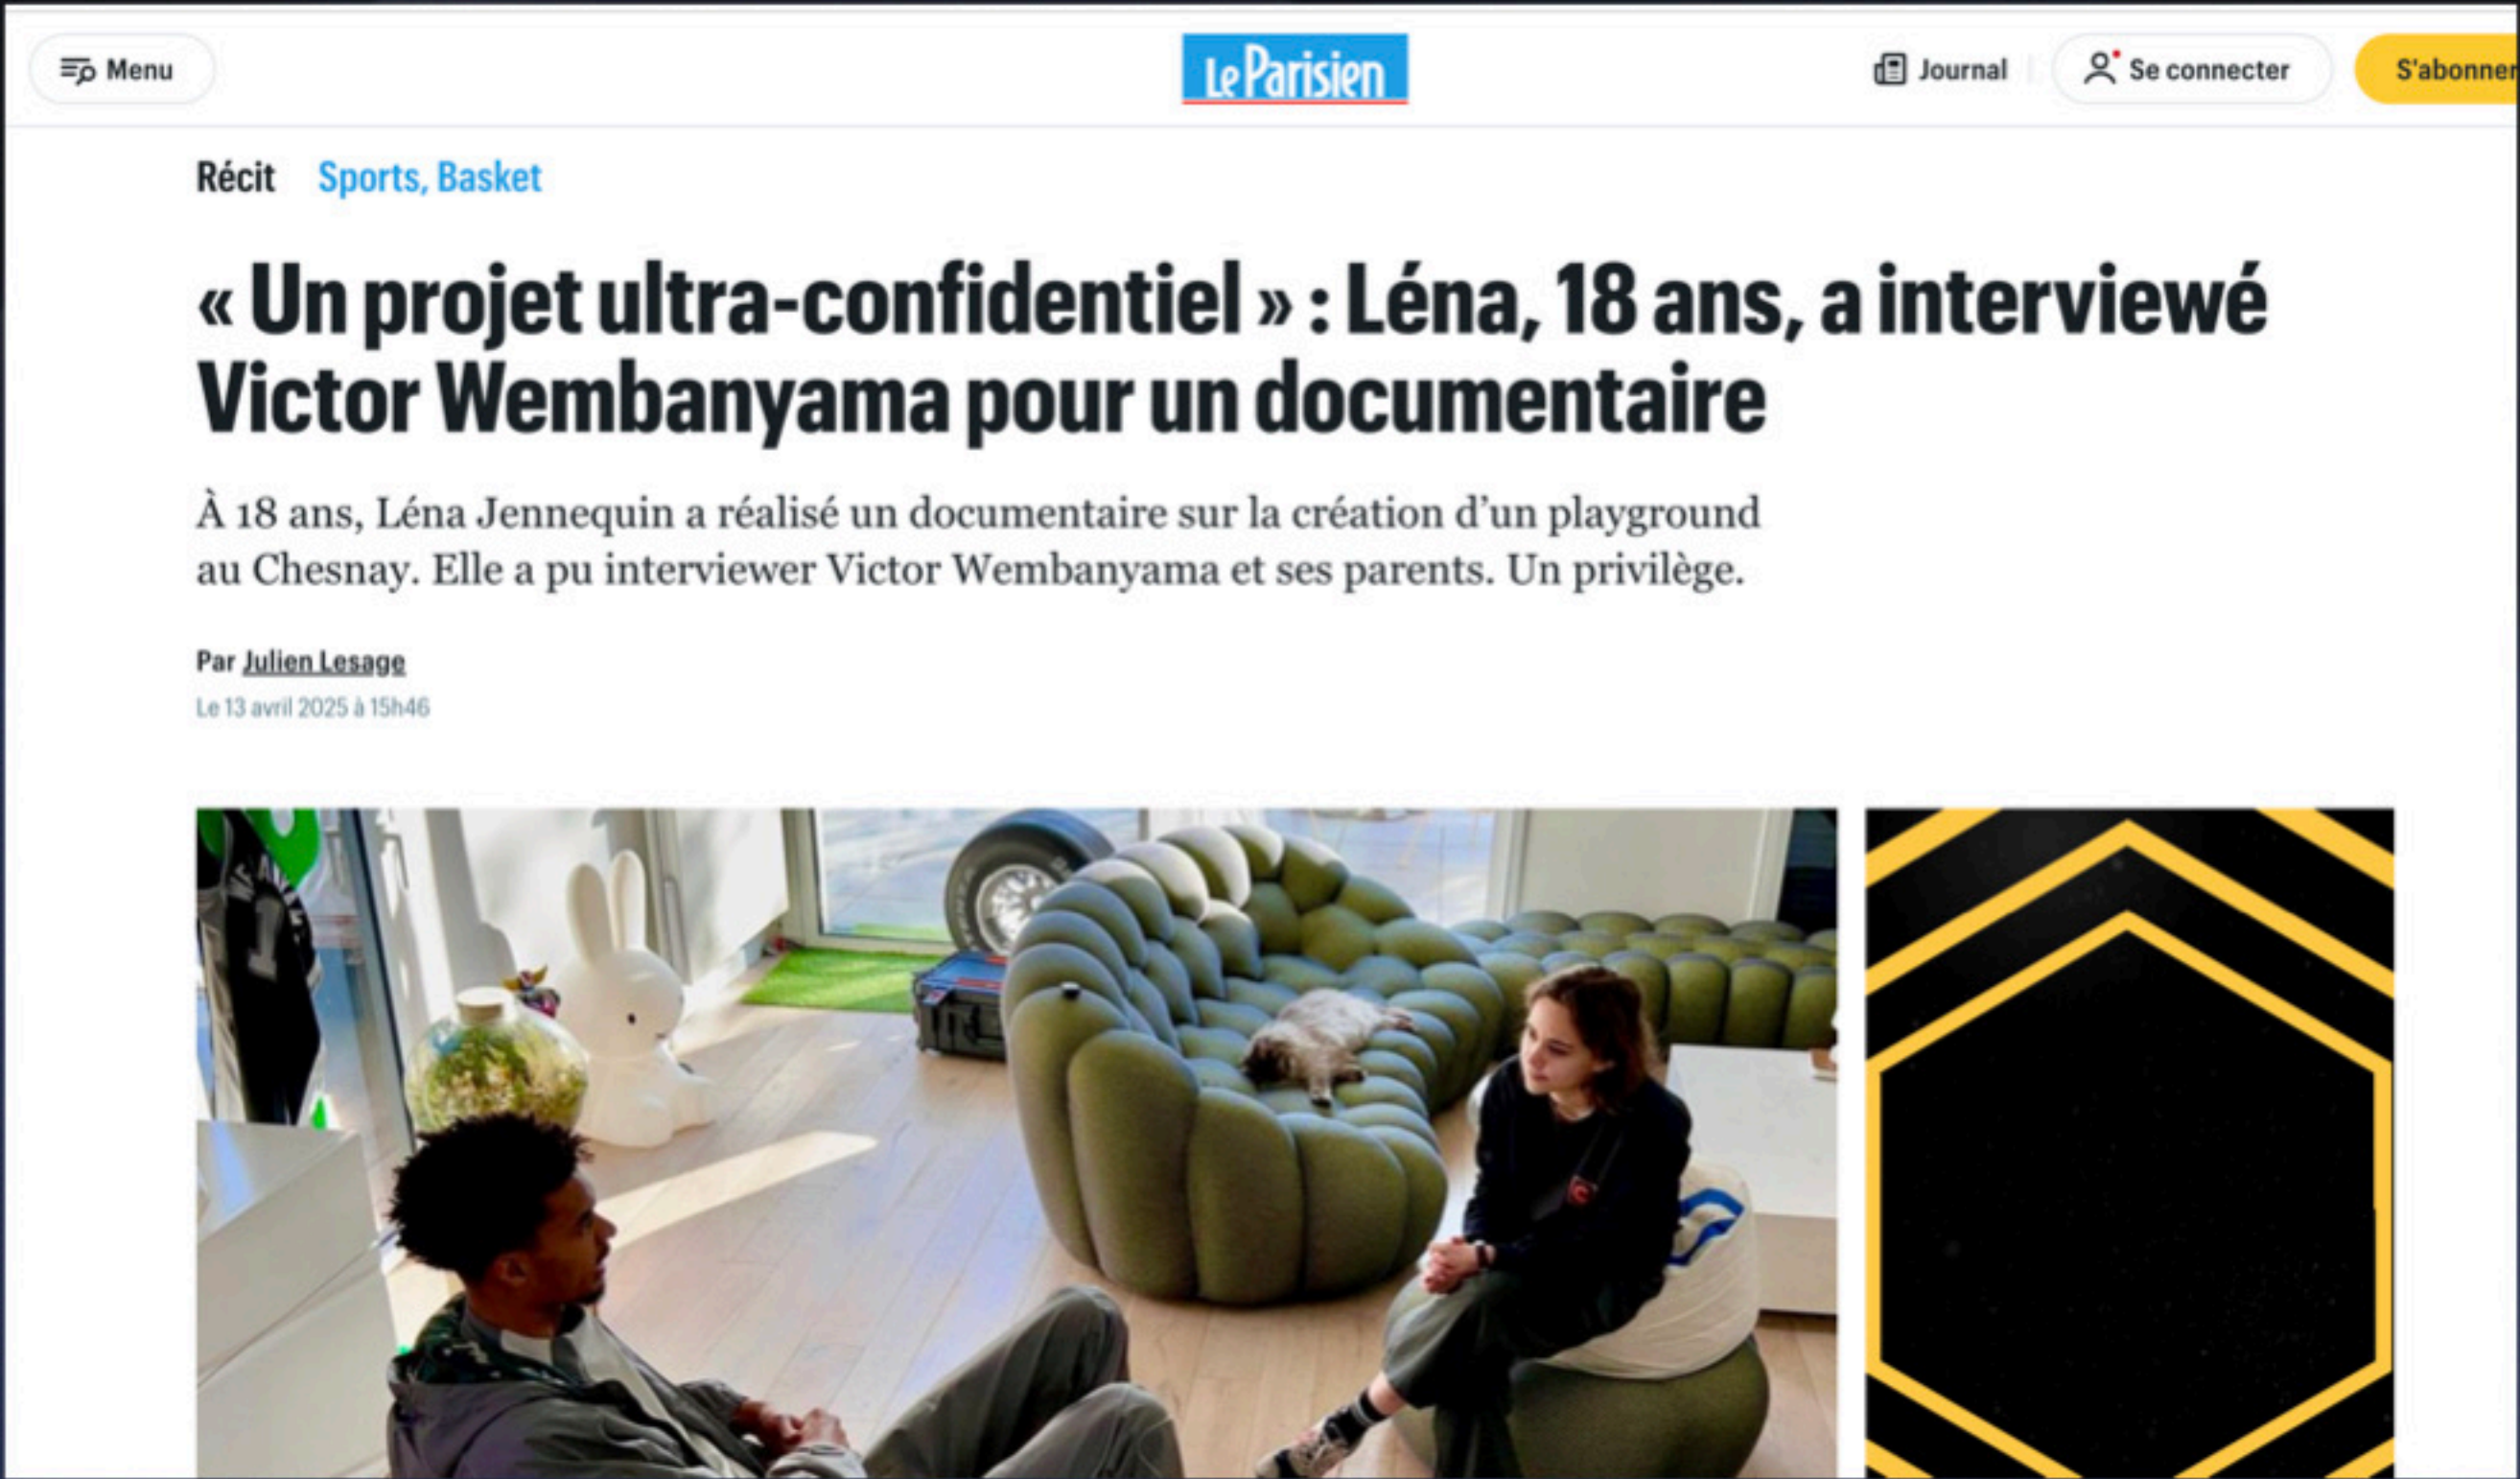 Menu
Le Parisien
Journal
Se connecter
S'abonner
Récit Sports, Basket
« Un projet ultra-confidentiel » : Léna, 18 ans, a interviewé
Victor Wembanyama pour un documentaire
À 18 ans, Léna Jennequin a réalisé un documentaire sur la création d’un playground
au Chesnay. Elle a pu interviewer Victor Wembanyama et ses parents. Un privilège.
Par Julien Lesage
Le 13 avril 2025 à 15h46
1